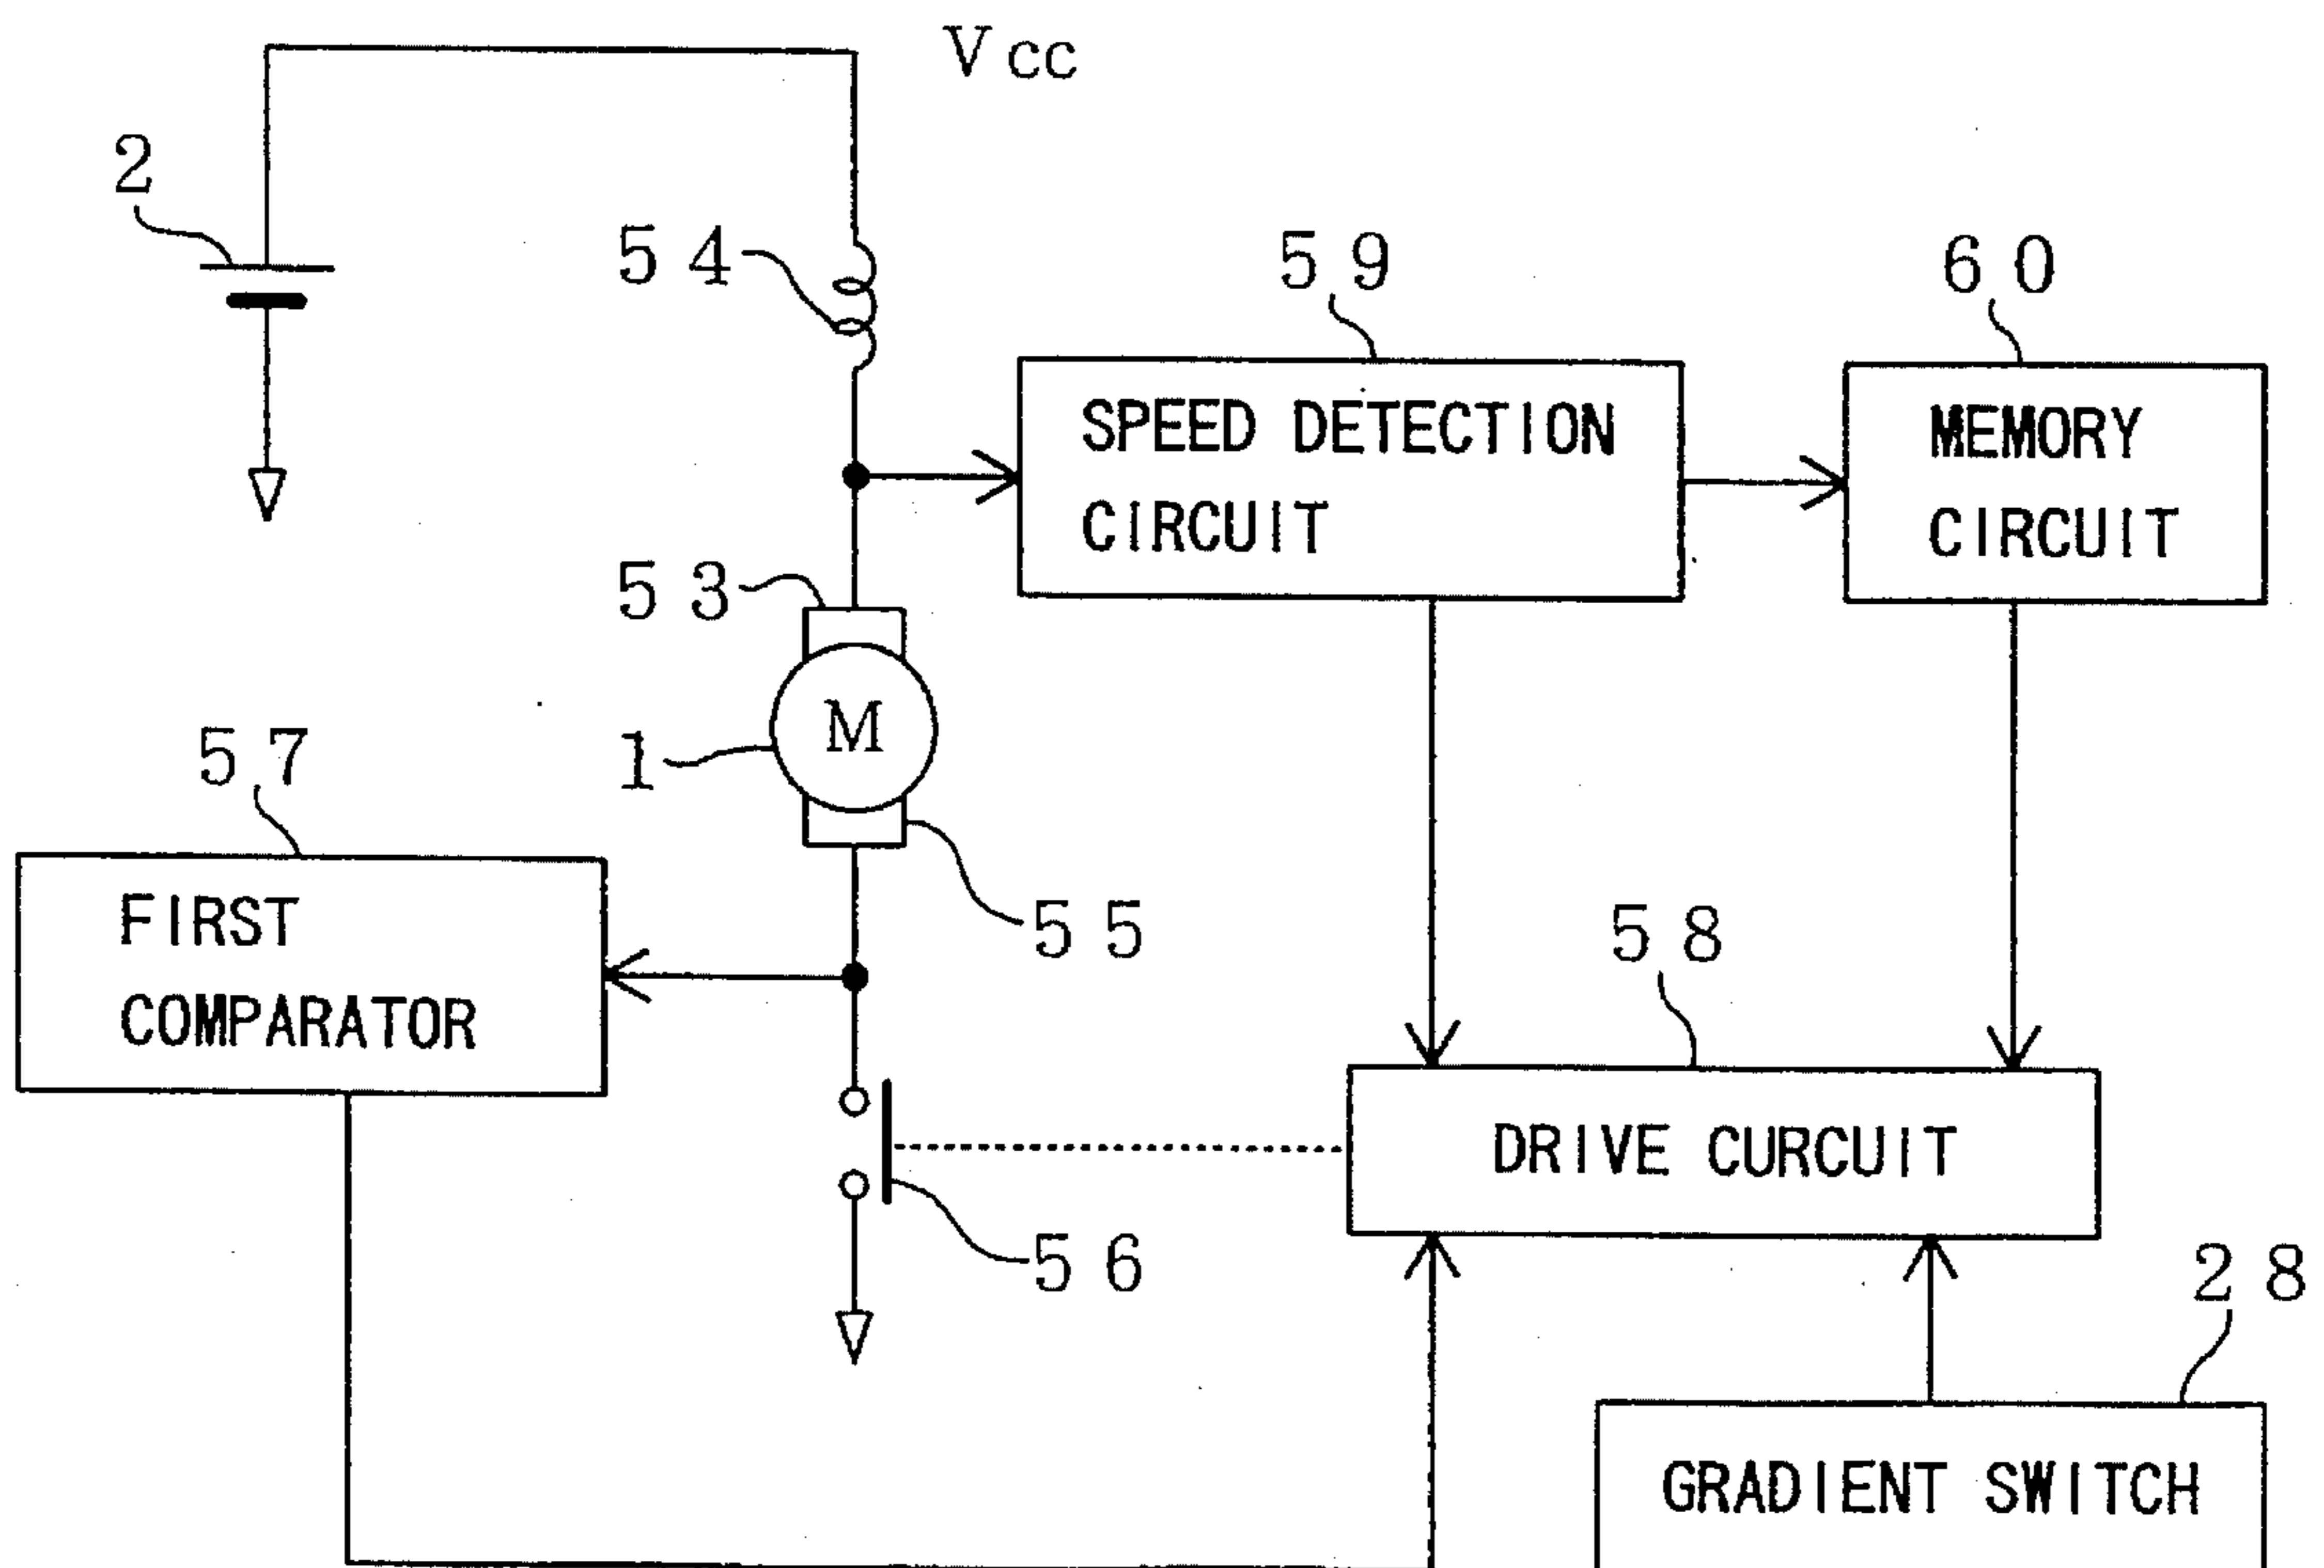 Vcc
2
54
59
60
SPEED DETECTION
CIRCUIT
MEMORY
CIRCUIT
53
M
1
57
55
58
FIRST
COMPARATOR
DRIVE CURCUIT
56
28
GRADIENT SWITCH